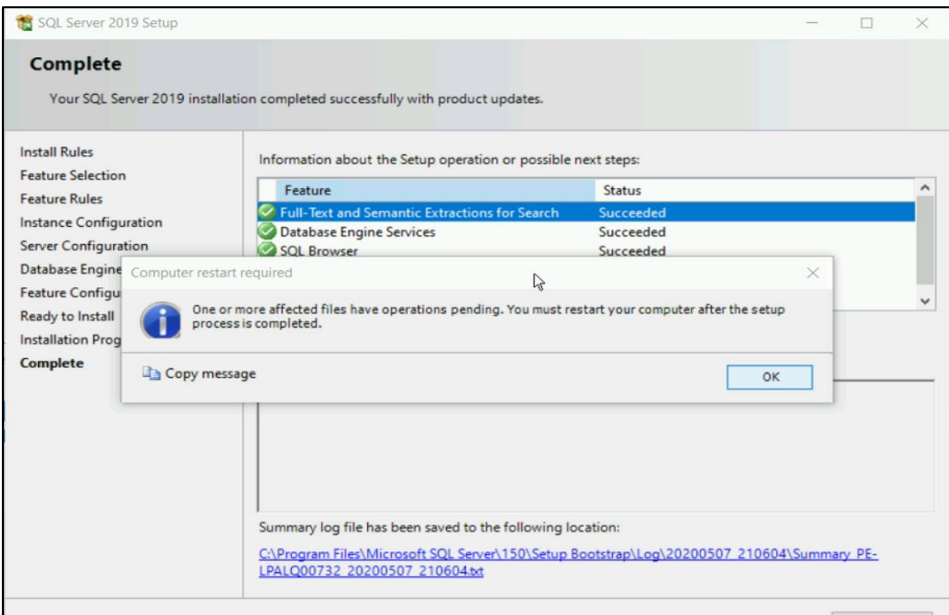 SQL Server 2019 Setup
Complete
Your SQL Server 2019 installation completed successfully with product updates.
Install Rules
Feature Selection
Feature Rules
Instance Configuration
Server Configuration
Database Engine
Feature Configu
Ready to Install
Installation Prog
Complete
Information about the Setup operation or possible next steps:
Feature Status
Full-Text and Semantic Extractions for Search Succeeded
Database Engine Services Succeeded
SQL Browser Succeeded
Computer restart required
One or more affected files have operations pending. You must restart your computer after the setup
process is completed.
Copy message
OK
Summary log file has been saved to the following location:
C:\Program Files\Microsoft SQL Server\150\Setup Bootstrap\Log\20200507_210604\Summary_PE-
LPALQ00732_20200507_210604.txt